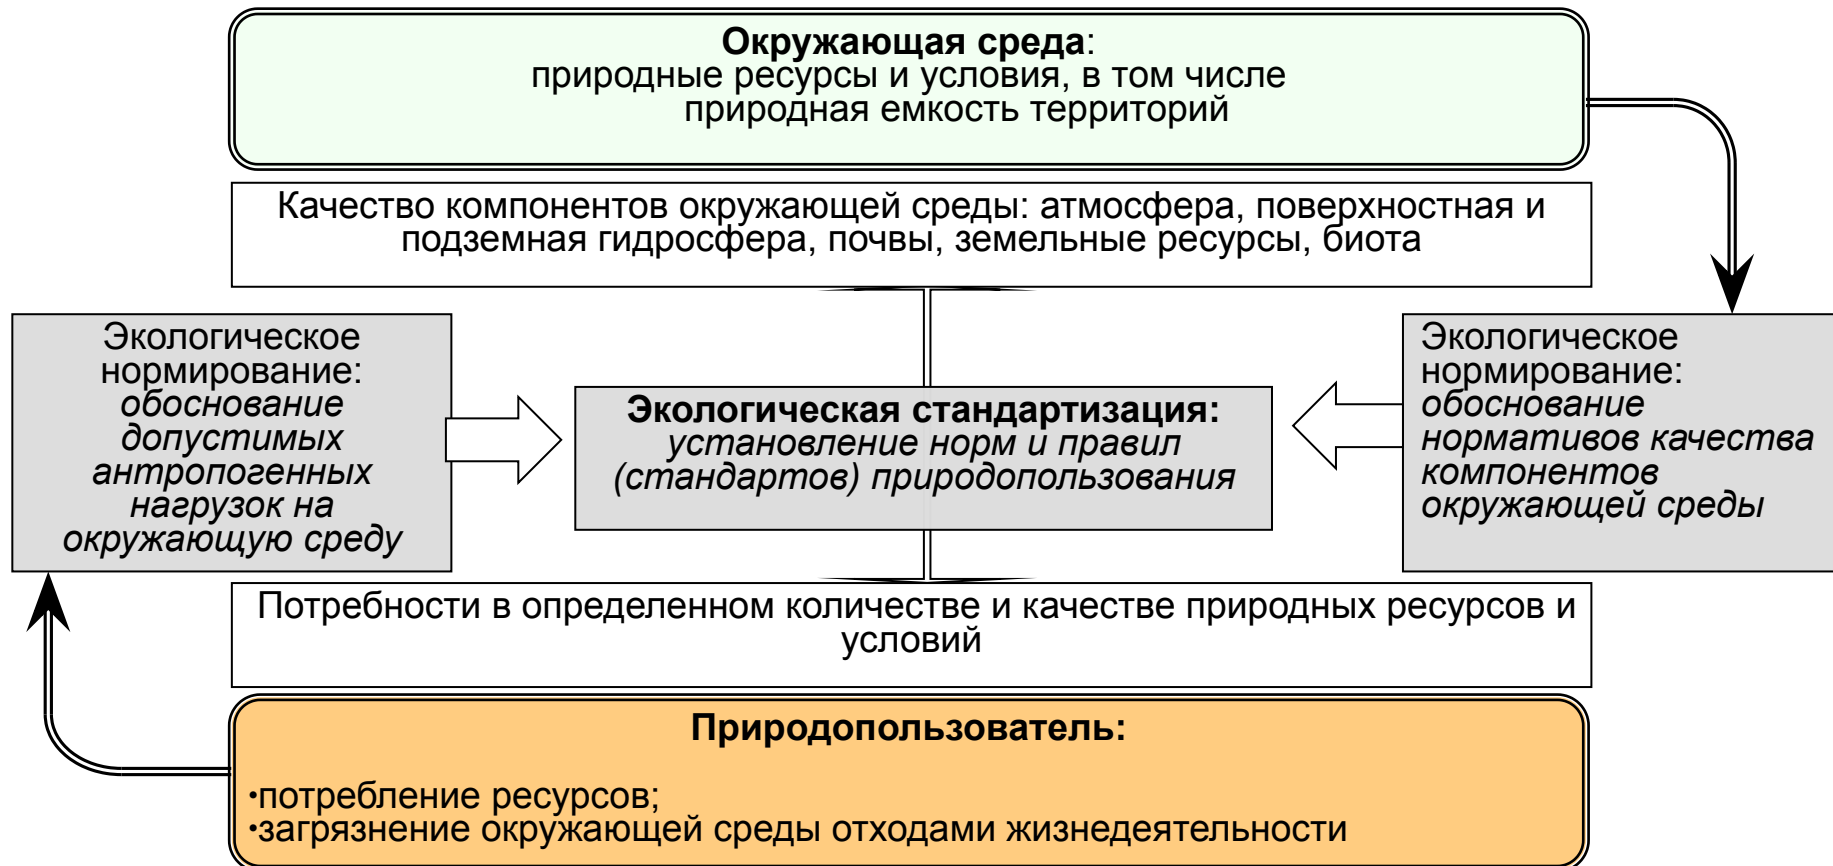 Окружающая среда:
природные ресурсы и условия, в том числе
природная емкость территорий
Качество компонентов окружающей среды: атмосфера, поверхностная и
подземная гидросфера, почвы, земельные ресурсы, биота
Экологическое
нормирование:
обоснование
допустимых
антропогенных
нагрузок на
окружающую среду
Экологическая стандартизация:
установление норм и правил
(стандартов) природопользования
Экологическое
нормирование:
обоснование
нормативов качества
компонентов
окружающей среды
Потребности в определенном количестве и качестве природных ресурсов и
условий
Природопользователь:
•потребление ресурсов;
•загрязнение окружающей среды отходами жизнедеятельности